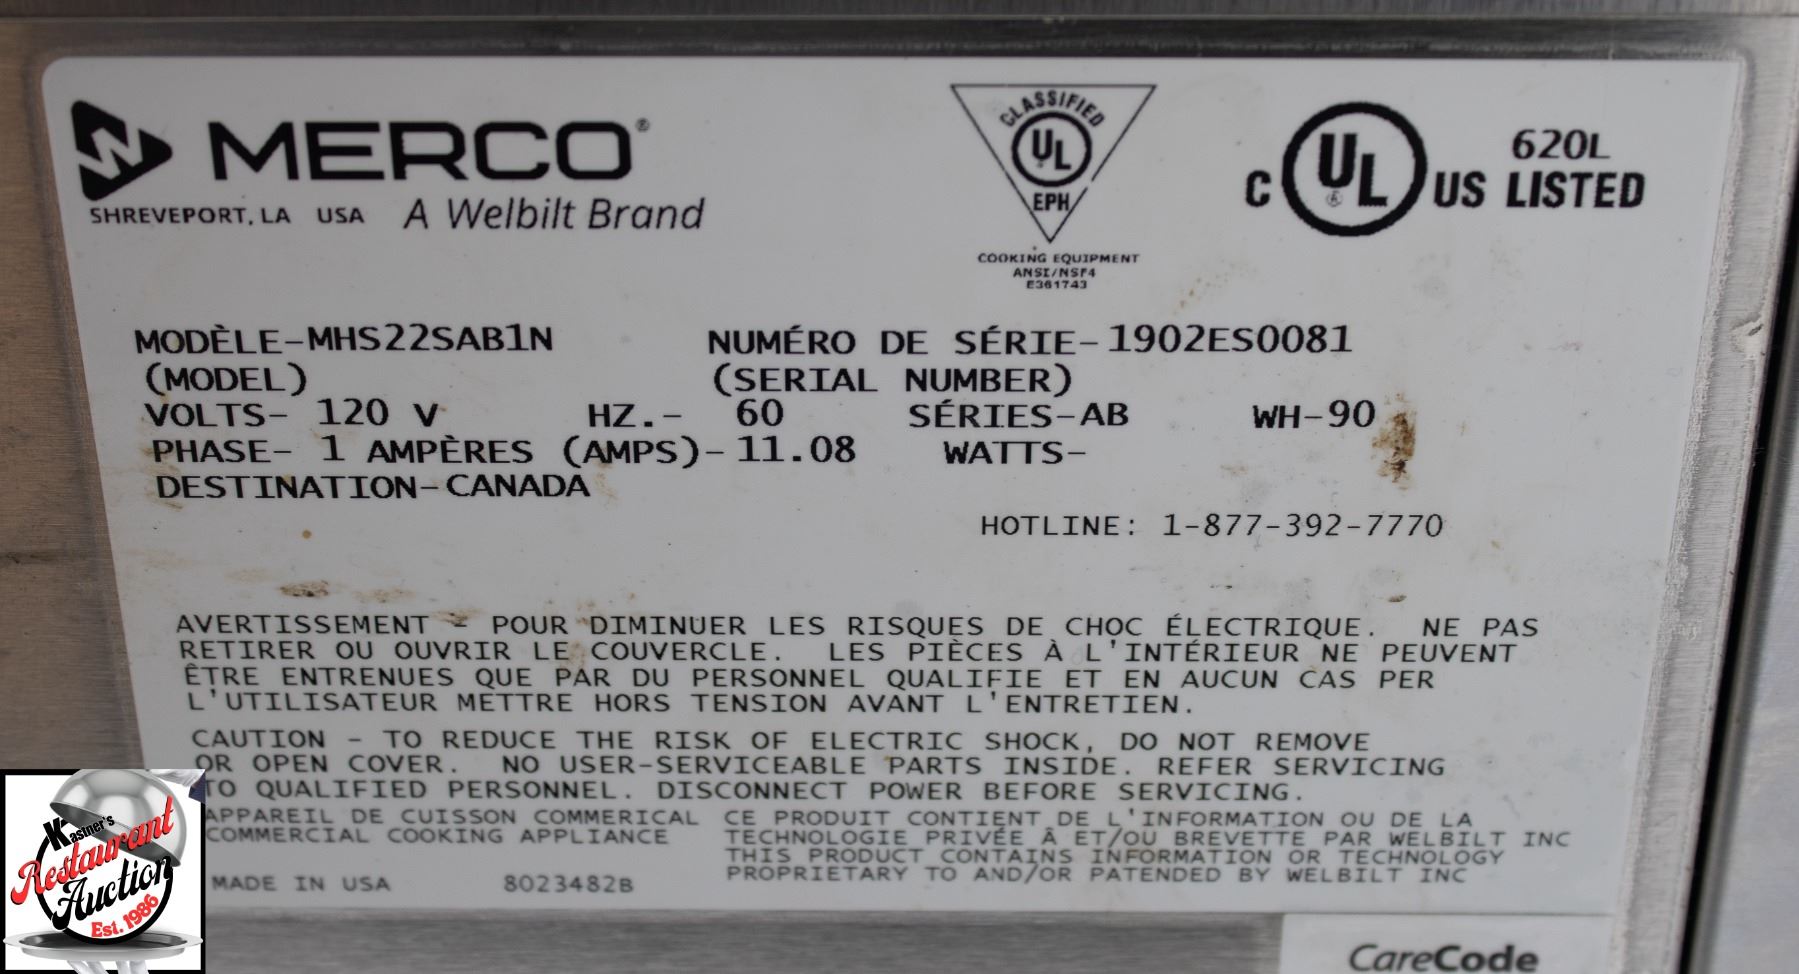 MERCO®
SHREVEPORT, LA USA A Welbilt Brand
CLASSIFIED
UL
EPH
COOKING EQUIPMENT
ANSI/NSF4
E361743
C UL US 620L
LISTED
MODÈLE-MHS22SAB1N NUMÉRO DE SÉRIE-1902ES0081
(MODEL) (SERIAL NUMBER)
VOLTS- 120 V HZ.- 60 SÉRIES-AB WH-90
PHASE- 1 AMPÈRES (AMPS)-11.08 WATTS-
DESTINATION-CANADA
HOTLINE: 1-877-392-7770
AVERTISSEMENT - POUR DIMINUER LES RISQUES DE CHOC ÉLECTRIQUE. NE PAS
RETIRER OU OUVRIR LE COUVERCLE. LES PIÈCES À L'INTÉRIEUR NE PEUVENT
ÊTRE ENTRENUES QUE PAR DU PERSONNEL QUALIFIE ET EN AUCUN CAS PER
L'UTILISATEUR METTRE HORS TENSION AVANT L'ENTRETIEN.
CAUTION - TO REDUCE THE RISK OF ELECTRIC SHOCK, DO NOT REMOVE
OR OPEN COVER. NO USER-SERVICEABLE PARTS INSIDE. REFER SERVICING
TO QUALIFIED PERSONNEL. DISCONNECT POWER BEFORE SERVICING.
APPAREIL DE CUISSON COMMERICAL
COMMERCIAL COOKING APPLIANCE
CE PRODUIT CONTIENT DE L'INFORMATION OU DE LA
TECHNOLOGIE PRIVÉE Â ET/OU BREVETTE PAR WELBILT INC
THIS PRODUCT CONTAINS INFORMATION OR TECHNOLOGY
PROPRIETARY TO AND/OR PATENTED BY WELBILT INC
MADE IN USA 8023482B
CareCode
Kastner's
Restaurant
Auction
Est. 1986